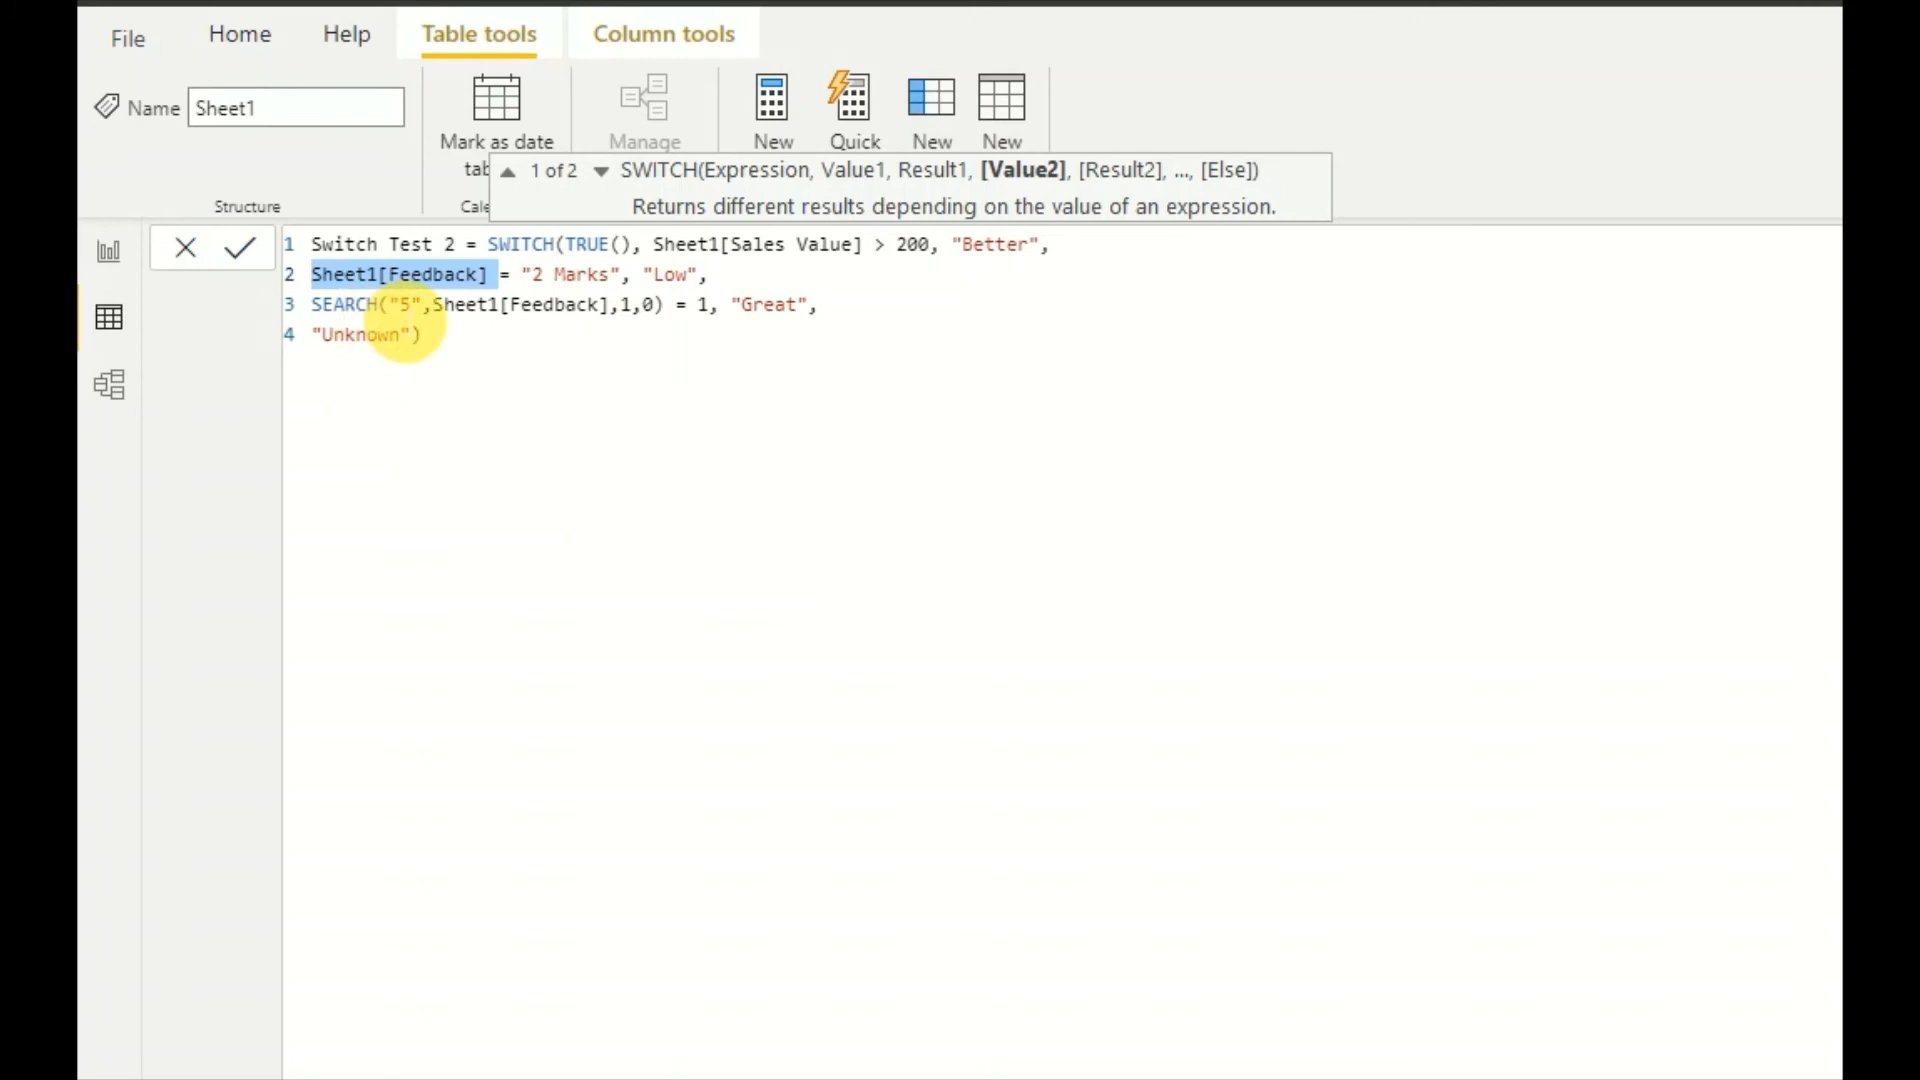 File Home Help Table tools Column tools
Name Sheet1
Mark as date Manage New Quick New New
tab
Structure Cale
1 of 2 SWITCH(Expression, Value1, Result1, [Value2], [Result2], ..., [Else])
Returns different results depending on the value of an expression.
1 Switch Test 2 = SWITCH(TRUE(), Sheet1[Sales Value] > 200, "Better",
2 Sheet1[Feedback] = "2 Marks", "Low",
3 SEARCH("5",Sheet1[Feedback],1,0) = 1, "Great",
4 "Unknown")